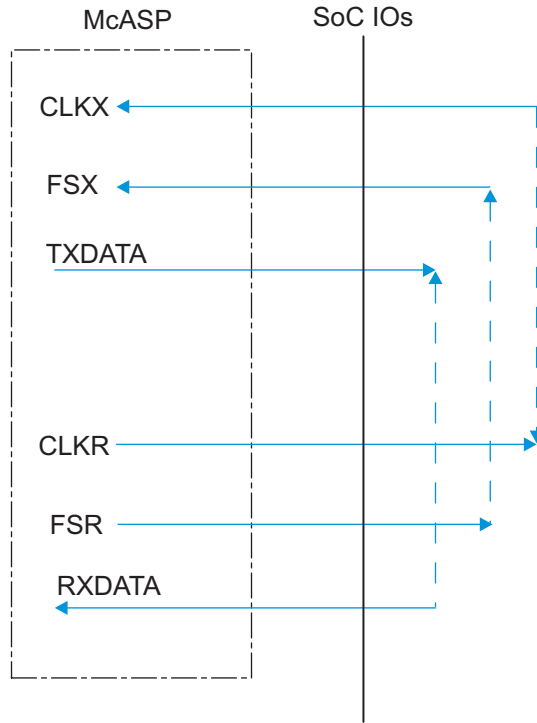 McASP
SoC IOs
CLKX
FSX
TXDATA
CLKR
FSR
RXDATA